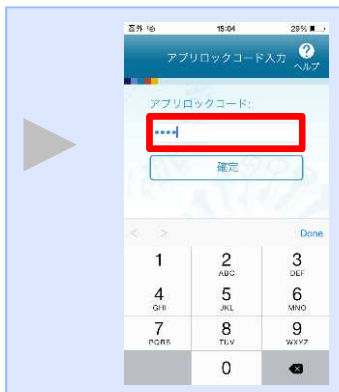 圏外
15:04
29%
アプリロックコード入力
?
ヘルプ
アプリロックコード:
••••
確定
< >
Done
1
2
ABC
3
DEF
4
GHI
5
JKL
6
MNO
7
PQRS
8
TUV
9
WXYZ
0